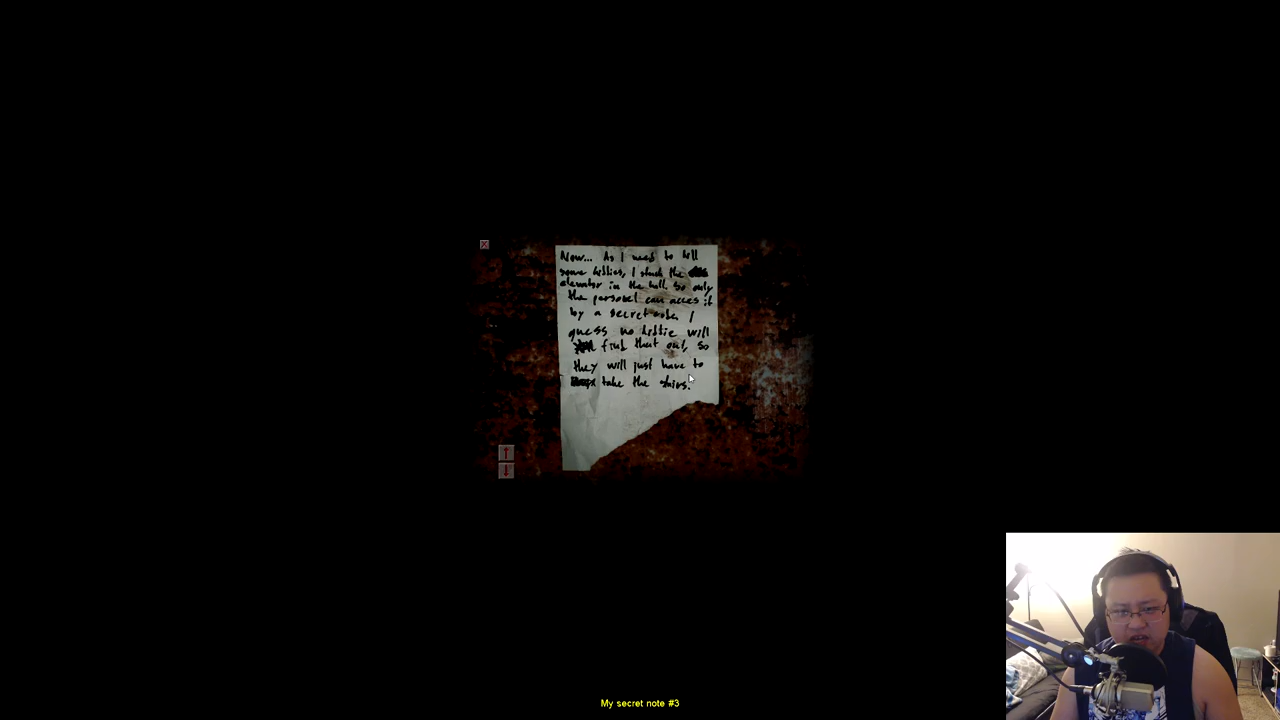 Now... As I need to kill
some kiddies, I stuck the
elevator in the hall. So only
the personel can acces it
by a secret code. I
guess no kiddie will
find that out, so
they will just have to
take the stairs.
My secret note #3